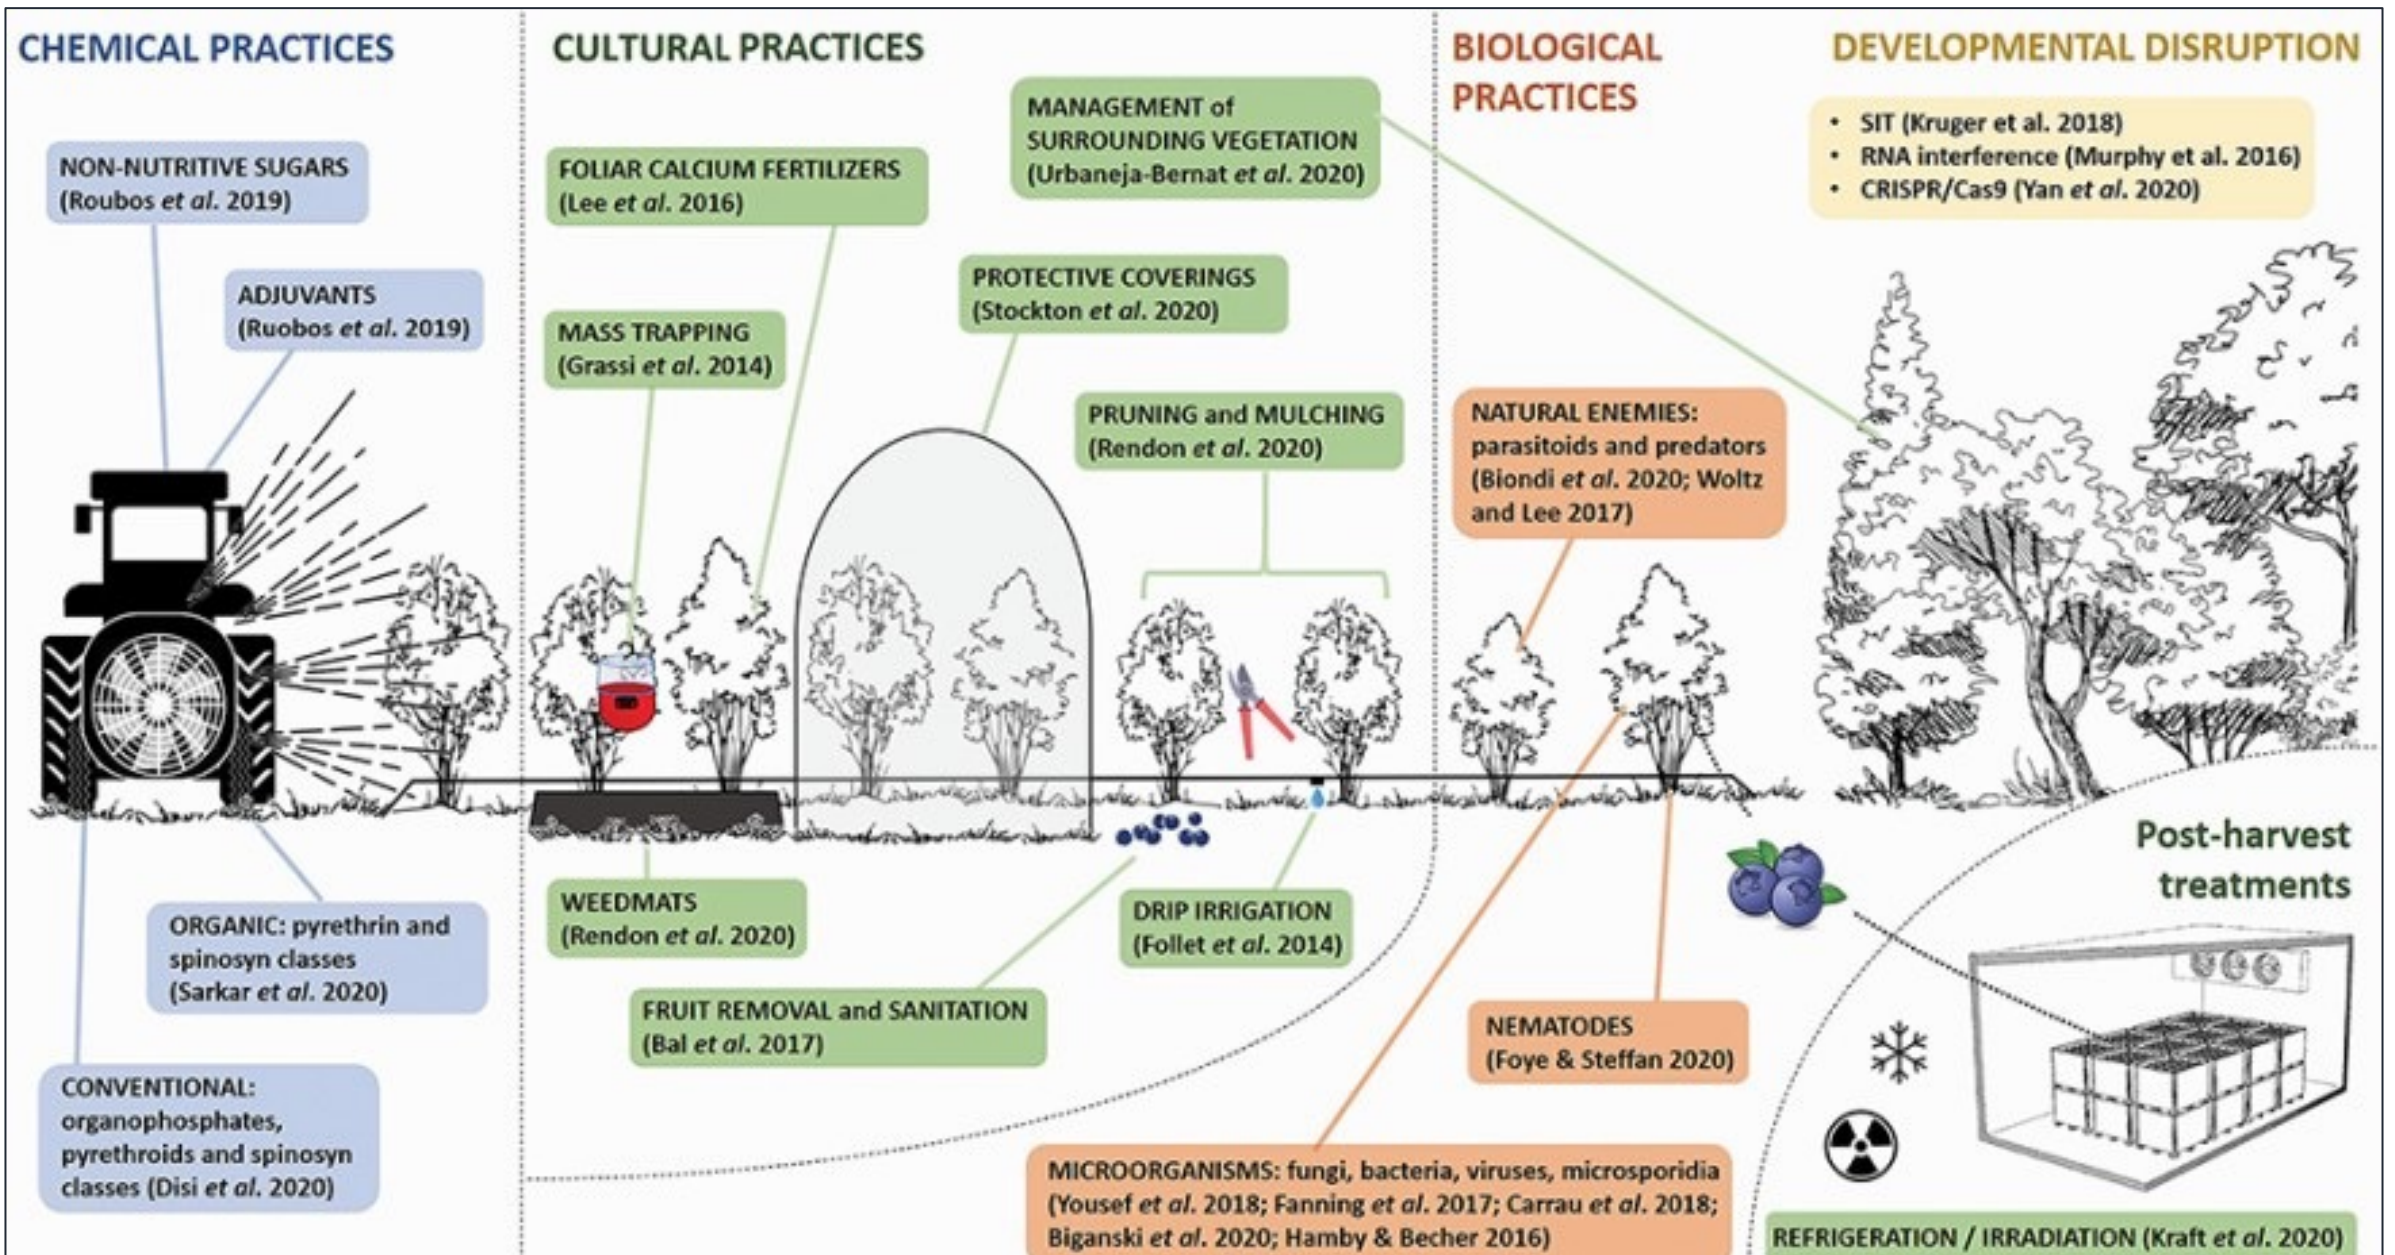 CHEMICAL PRACTICES
NON-NUTRITIVE SUGARS
(Roubos et al. 2019)
ADJUVANTS
(Ruobos et al. 2019)
ORGANIC: pyrethrin and
spinosyn classes
(Sarkar et al. 2020)
CONVENTIONAL:
organophosphates,
pyrethroids and spinosyn
classes (Disi et al. 2020)
CULTURAL PRACTICES
MANAGEMENT of
SURROUNDING VEGETATION
(Urbaneja-Bernat et al. 2020)
FOLIAR CALCIUM FERTILIZERS
(Lee et al. 2016)
PROTECTIVE COVERINGS
(Stockton et al. 2020)
MASS TRAPPING
(Grassi et al. 2014)
PRUNING and MULCHING
(Rendon et al. 2020)
WEEDMATS
(Rendon et al. 2020)
DRIP IRRIGATION
(Follet et al. 2014)
FRUIT REMOVAL and SANITATION
(Bal et al. 2017)
BIOLOGICAL
PRACTICES
NATURAL ENEMIES:
parasitoids and predators
(Biondi et al. 2020; Woltz
and Lee 2017)
NEMATODES
(Foye & Steffan 2020)
MICROORGANISMS: fungi, bacteria, viruses, microsporidia
(Yousef et al. 2018; Fanning et al. 2017; Carrau et al. 2018;
Biganski et al. 2020; Hamby & Becher 2016)
DEVELOPMENTAL DISRUPTION
• SIT (Kruger et al. 2018)
• RNA interference (Murphy et al. 2016)
• CRISPR/Cas9 (Yan et al. 2020)
Post-harvest
treatments
REFRIGERATION / IRRADIATION (Kraft et al. 2020)